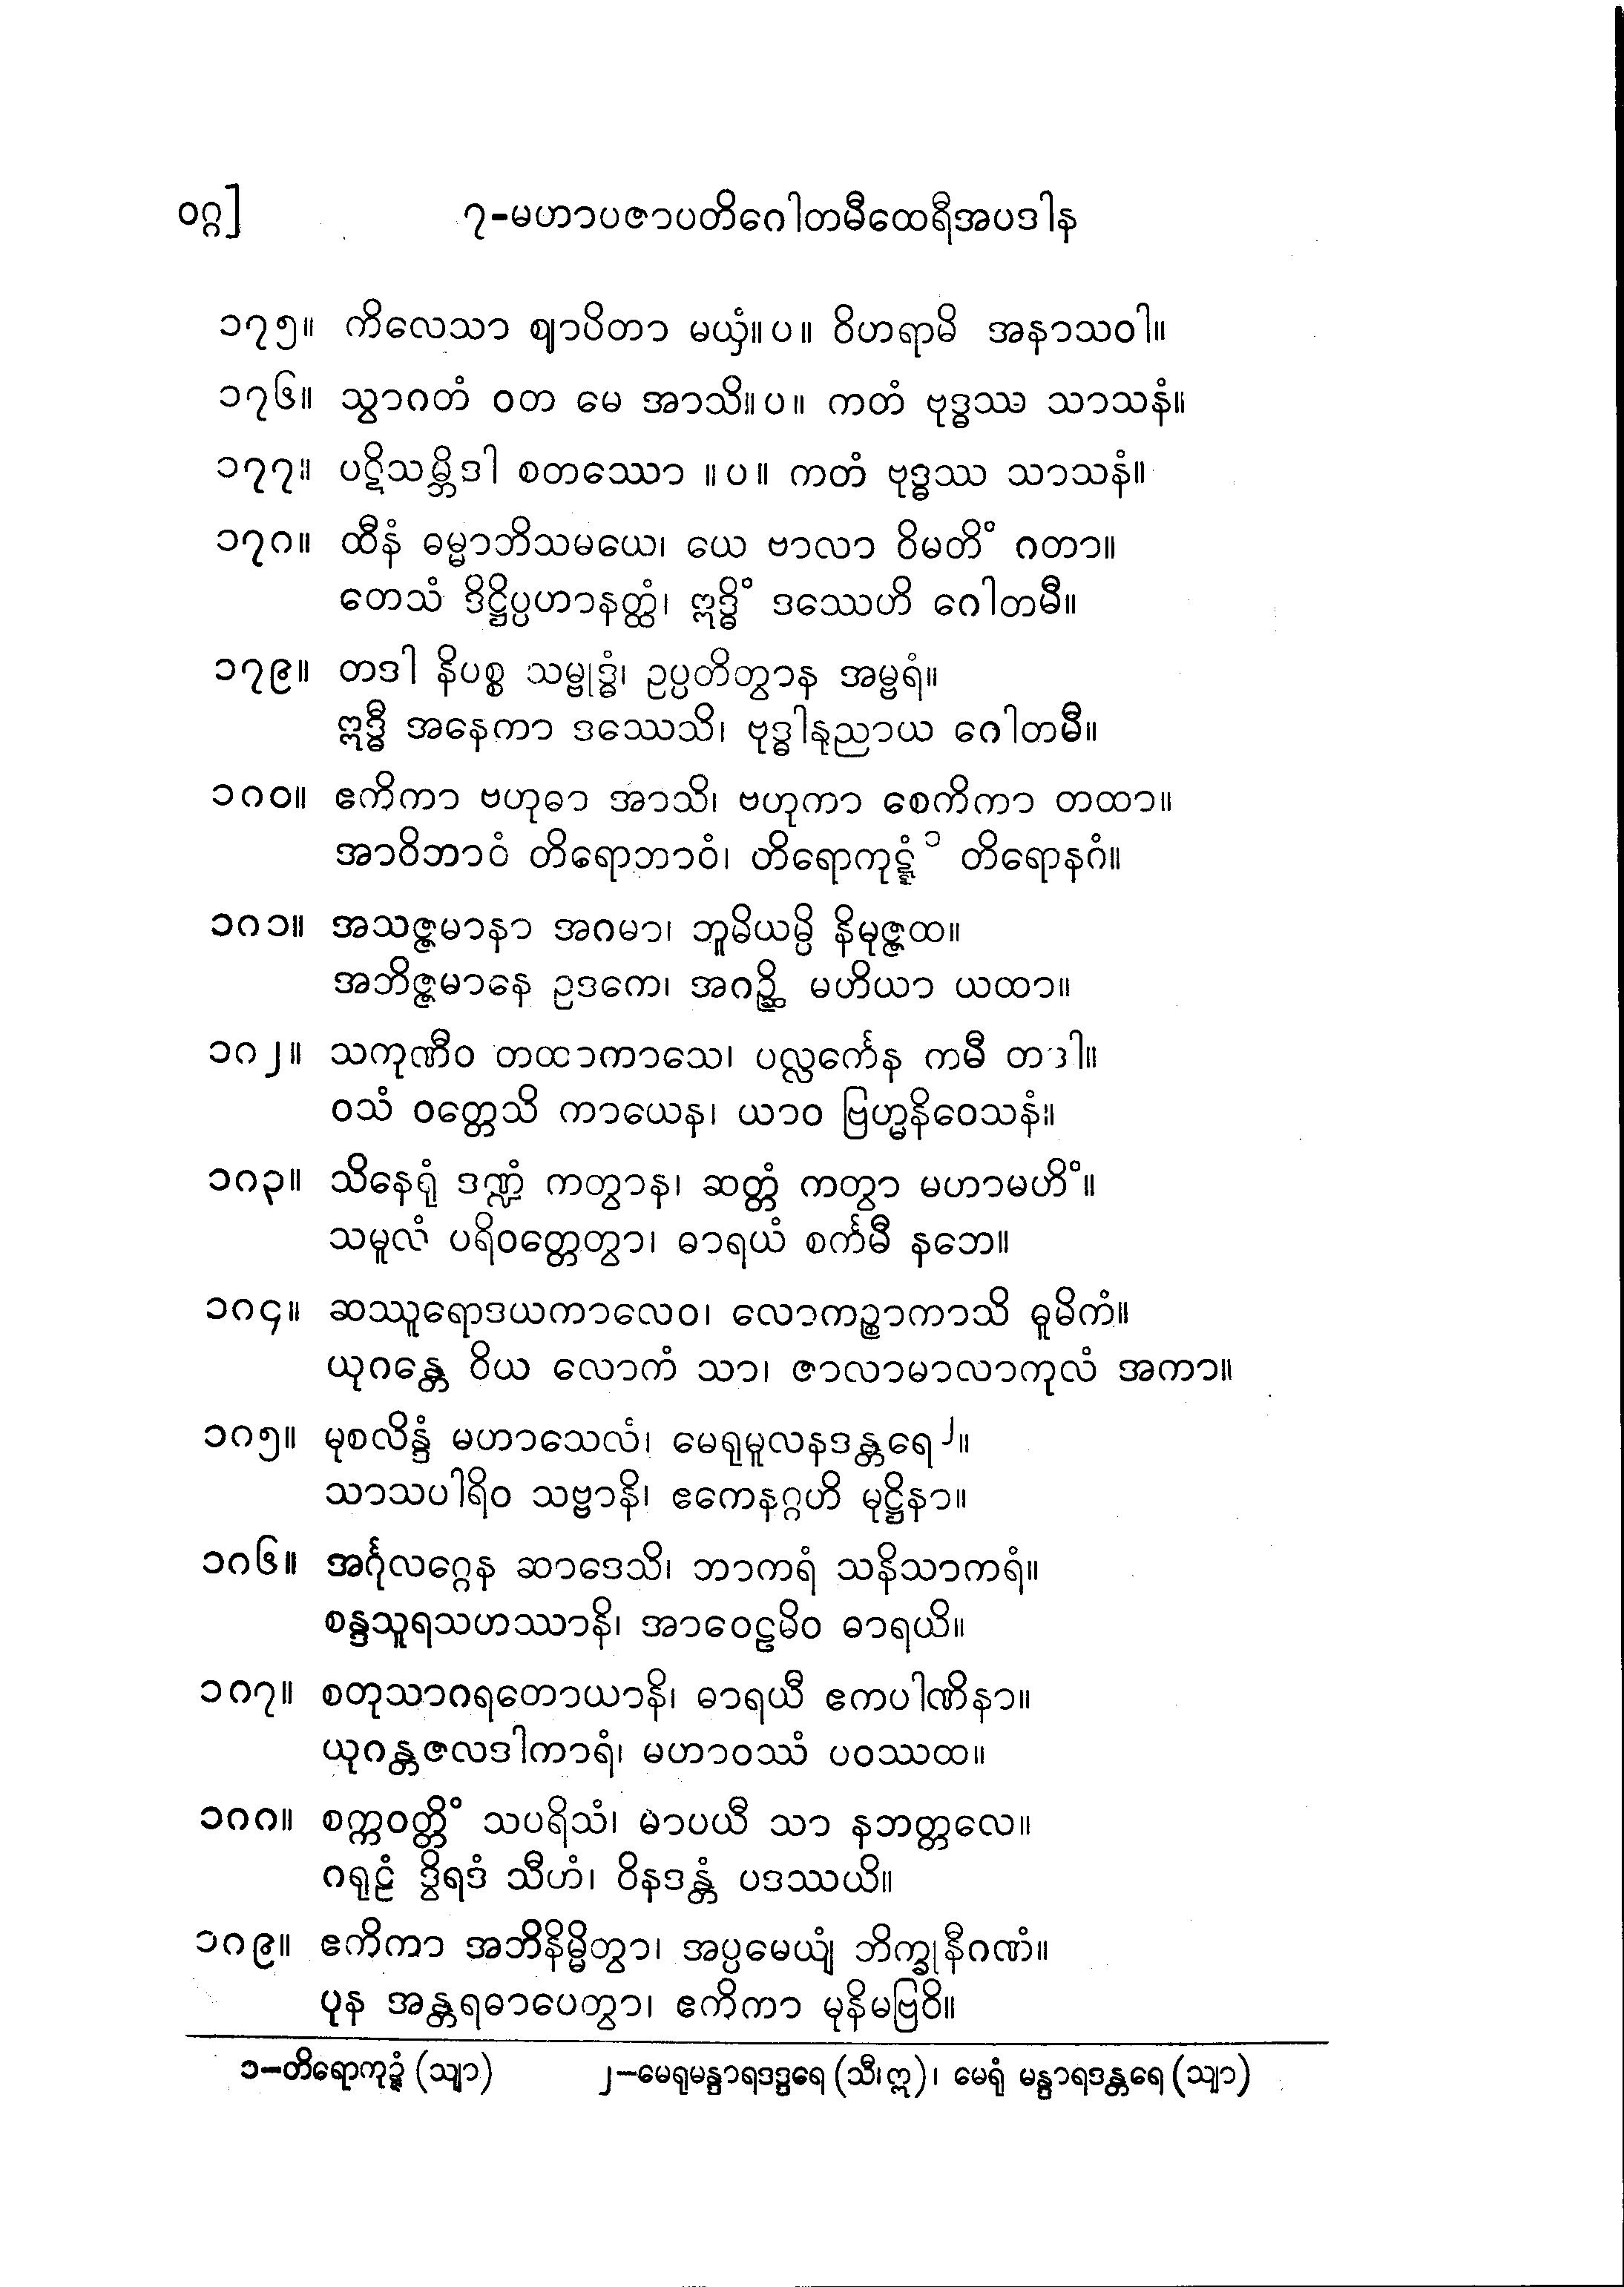 ဝဂ္ဂ]
၇-မဟာပဇာပတိဂေါတမီထေရီအပဒါန
၁၇၅။ ကိလေသာ ဈာပိတာ မယှံ။ပ။ ဝိဟရာမိ အနာသဝါ။
၁၇၆။ သွာဂတံ ဝတ မေ အာသိ။ပ။ ကတံ ဗုဒ္ဓဿ သာသနံ။
၁၇၇။ ပဋိသမ္ဘိဒါ စတဿော ။ပ။ ကတံ ဗုဒ္ဓဿ သာသနံ။
၁၇၈။ ထီနံ ဓမ္မာဘိသမယေ၊ ယေ ဗာလာ ဝိမတိႎ ဂတာ။
တေသံ ဒိဋ္ဌိပ္ပဟာနတ္ထံ၊ ဣဒ္ဓိံ ဒဿေဟိ ဂေါတမီ။
၁၇၉။ တဒါ နိပစ္စ သမ္ဗုဒ္ဓံ၊ ဥပ္ပတိတွာန အမ္ဗရံ။
ဣဒ္ဓီ အနေကာ ဒဿေသိ၊ ဗုဒ္ဓါနုညာယ ဂေါတမီ။
၁၈၀။ ဧကိကာ ဗဟုဓာ အာသိ၊ ဗဟုကာ စေကိကာ တထာ။
အာဝိဘာဝံ တိရောဘာဝံ၊ တိရောကုဋ္ဋံ ၁ တိရောနဂံ။
၁၈၁။ အသဇ္ဇမာနာ အဂမာ၊ ဘူမိယမ္ပိ နိမုဇ္ဇထ။
အဘိဇ္ဇမာနေ ဥဒကေ၊ အဂဉ္ဆိ မဟိယာ ယထာ။
၁၈၂။ သကုဏီဝ တထာကာသေ၊ ပလ္လင်္ကေန ကမီ တဒါ။
ဝသံ ဝတ္တေသိ ကာယေန၊ ယာဝ ဗြဟ္မနိဝေသနံ။
၁၈၃။ သိနေရုံ ဒဏ္ဍံ ကတွာန၊ ဆတ္တံ ကတွာ မဟာမဟိံ။
သမူလံ ပရိဝတ္တေတွာ၊ ဓာရယံ စင်္ကမီ နဘေ။
၁၈၄။ ဆဿူရောဒယကာလေဝ၊ လောကဉ္စာကာသိ ဓူမိကံ။
ယုဂန္တေ ဝိယ လောကံ သာ၊ ဇာလာမာလာကုလံ အကာ။
၁၈၅။ မုစလိန္ဒံ မဟာသေလံ၊ မေရုမူလနဒန္တရေ ၂။
သာသပါရိဝ သဗ္ဗာနိ၊ ဧကေနဂ္ဂဟိ မုဋ္ဌိနာ။
၁၈၆။ အင်္ဂုလဂ္ဂေန ဆာဒေသိ၊ ဘာကရံ သနိသာကရံ။
စန္ဒသူရသဟဿာနိ၊ အာဝေဠမိဝ ဓာရယိ။
၁၈၇။ စတုသာဂရတောယာနိ၊ ဓာရယီ ဧကပါဏိနာ။
ယုဂန္တဇလဒါကာရံ၊ မဟာဝဿံ ပဝဿထ။
၁၈၈။ စက္ကဝတ္တိံ သပရိသံ၊ မာပယီ သာ နဘတ္တလေ။
ဂရုဠံ ဒွိရဒံ သီဟံ၊ ဝိနဒန္တံ ပဒဿယိ။
၁၈၉။ ဧကိကာ အဘိနိမ္မိတွာ၊ အပ္ပမေယျံ ဘိက္ခုနီဂဏံ။
ပုန အန္တရဓာပေတွာ၊ ဧကိကာ မုနိမဗြဝိ။
၁-တိရောကုဍ္ဍံ (သျာ) ၂-မေရုမန္ဒာရဒဒ္ဒရေ (သီ၊ဣ)၊ မေရုံ မန္ဒာရဒန္တရေ (သျာ)